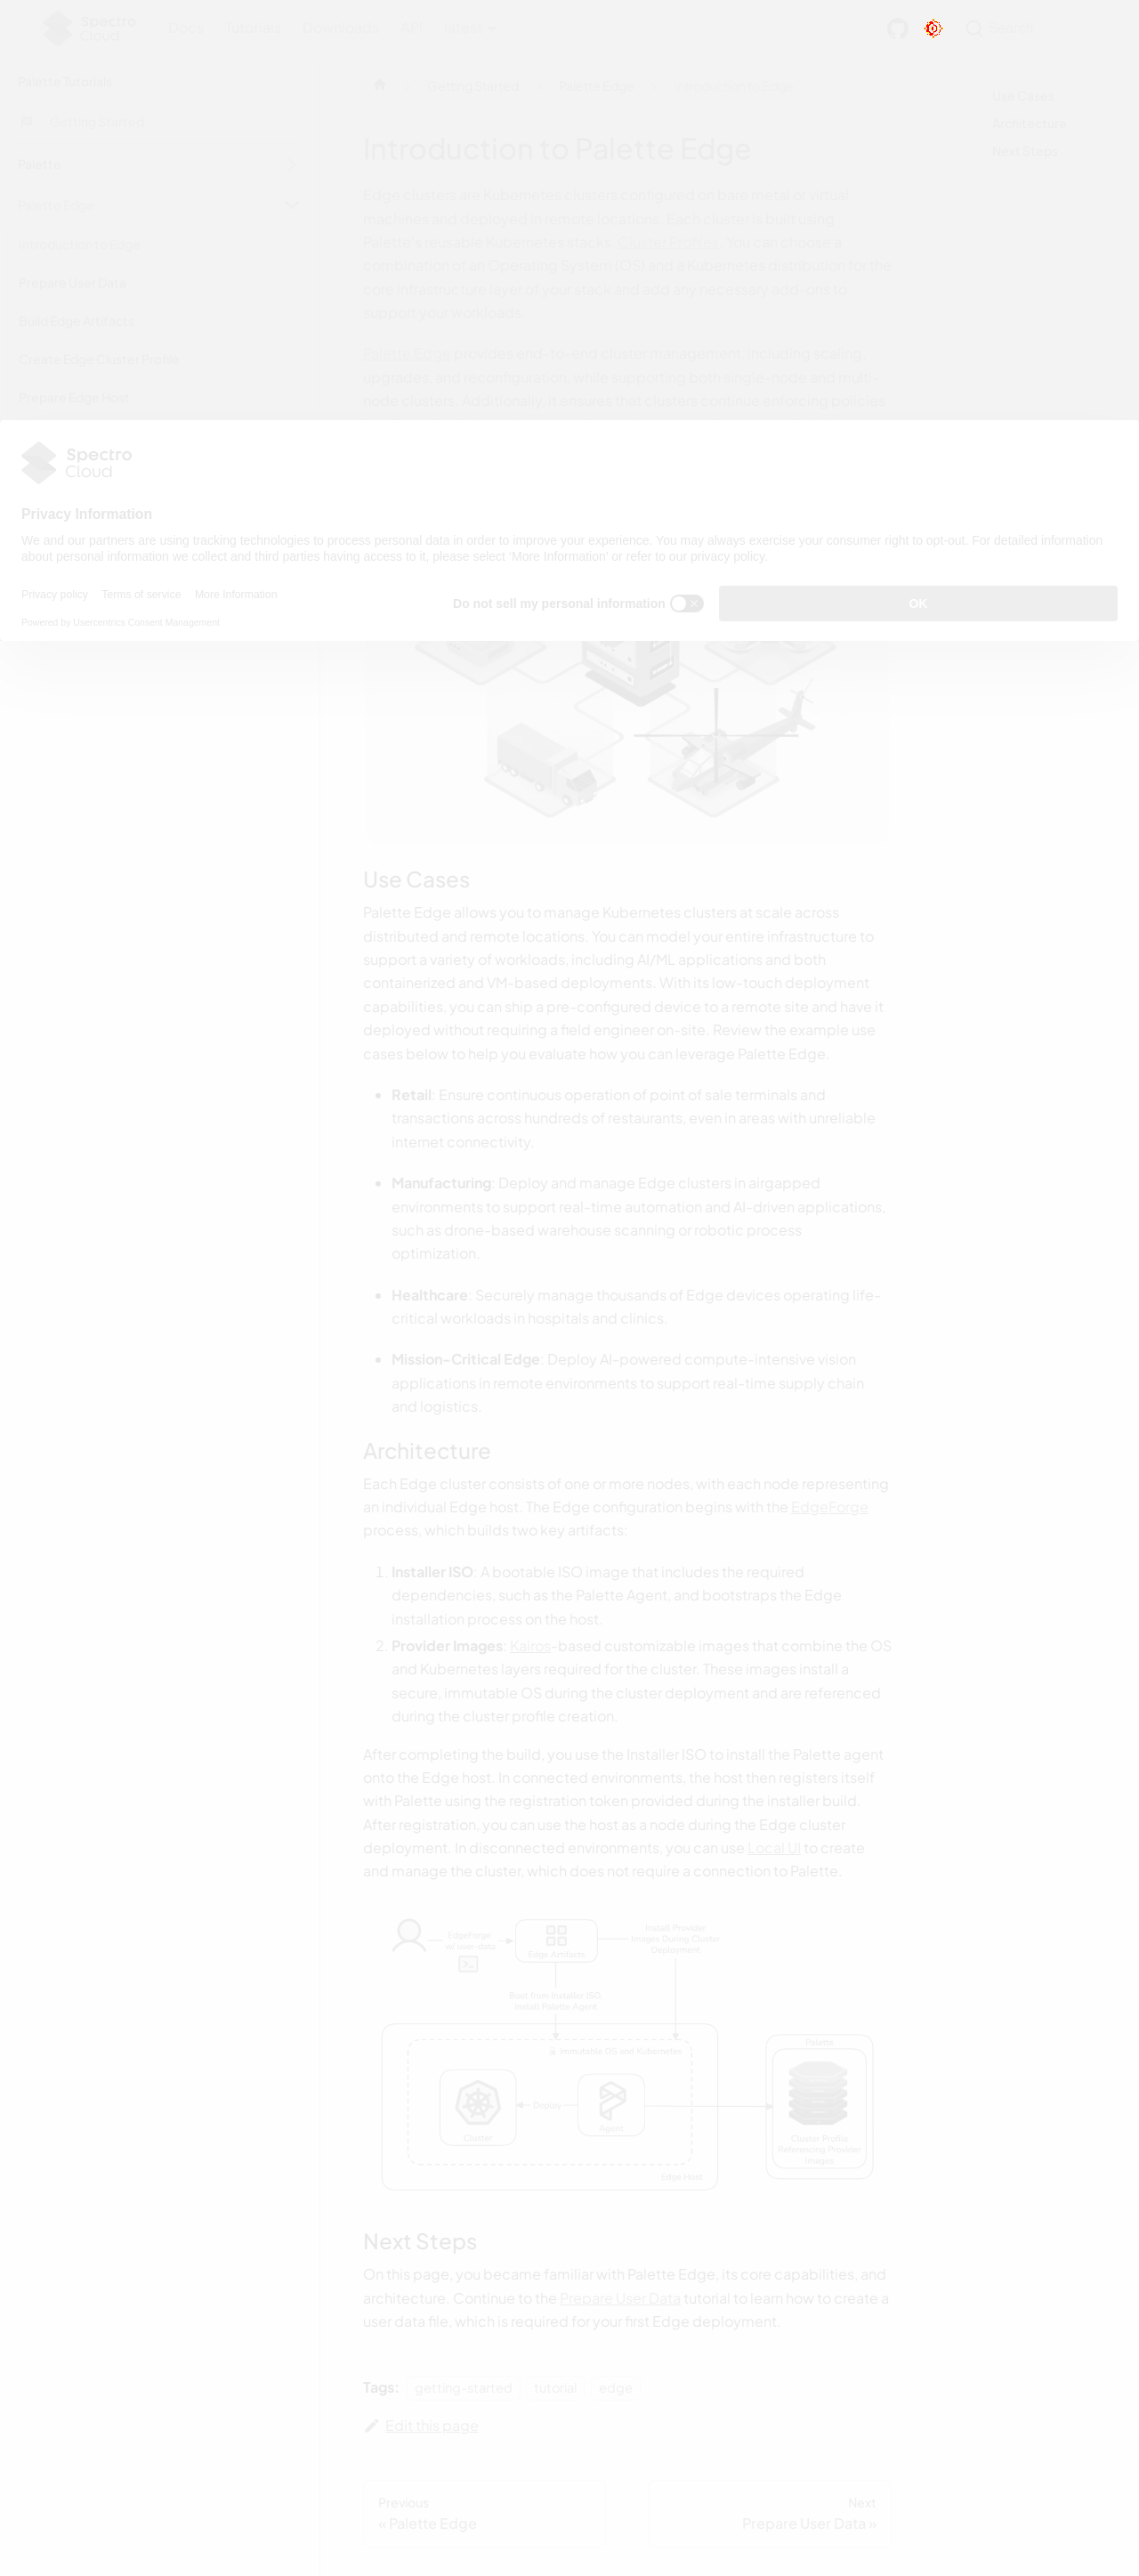 Spectro
Cloud
Docs Tutorials Downloads API latest
Search
Palette Tutorials
Getting Started
Palette
Palette Edge
Introduction to Edge
Prepare User Data
Build Edge Artifacts
Create Edge Cluster Profile
Prepare Edge Host
Getting Started Palette Edge Introduction to Edge
Use Cases
Architecture
Next Steps
Introduction to Palette Edge
Edge clusters are Kubernetes clusters configured on bare metal or virtual
machines and deployed in remote locations. Each cluster is built using
Palette's reusable Kubernetes stacks, Cluster Profiles. You can choose a
combination of an Operating System (OS) and a Kubernetes distribution for the
core infrastructure layer of your stack and add any necessary add-ons to
support your workloads.
Palette Edge provides end-to-end cluster management, including scaling,
upgrades, and reconfiguration, while supporting both single-node and multi-
node clusters. Additionally, it ensures that clusters continue enforcing policies
Spectro
Cloud
Privacy Information
We and our partners are using tracking technologies to process personal data in order to improve your experience. You may always exercise your consumer right to opt-out. For detailed information
about personal information we collect and third parties having access to it, please select ‘More Information’ or refer to our privacy policy.
Privacy policy Terms of service More Information
Do not sell my personal information
OK
Powered by Usercentrics Consent Management
Use Cases
Palette Edge allows you to manage Kubernetes clusters at scale across
distributed and remote locations. You can model your entire infrastructure to
support a variety of workloads, including AI/ML applications and both
containerized and VM-based deployments. With its low-touch deployment
capabilities, you can ship a pre-configured device to a remote site and have it
deployed without requiring a field engineer on-site. Review the example use
cases below to help you evaluate how you can leverage Palette Edge.
• Retail: Ensure continuous operation of point of sale terminals and
transactions across hundreds of restaurants, even in areas with unreliable
internet connectivity.
• Manufacturing: Deploy and manage Edge clusters in airgapped
environments to support real-time automation and AI-driven applications,
such as drone-based warehouse scanning or robotic process
optimization.
• Healthcare: Securely manage thousands of Edge devices operating life-
critical workloads in hospitals and clinics.
• Mission-Critical Edge: Deploy AI-powered compute-intensive vision
applications in remote environments to support real-time supply chain
and logistics.
Architecture
Each Edge cluster consists of one or more nodes, with each node representing
an individual Edge host. The Edge configuration begins with the EdgeForge
process, which builds two key artifacts:
1. Installer ISO: A bootable ISO image that includes the required
dependencies, such as the Palette Agent, and bootstraps the Edge
installation process on the host.
2. Provider Images: Kairos-based customizable images that combine the OS
and Kubernetes layers required for the cluster. These images install a
secure, immutable OS during the cluster deployment and are referenced
during the cluster profile creation.
After completing the build, you use the Installer ISO to install the Palette agent
onto the Edge host. In connected environments, the host then registers itself
with Palette using the registration token provided during the installer build.
After registration, you can use the host as a node during the Edge cluster
deployment. In disconnected environments, you can use Local UI to create
and manage the cluster, which does not require a connection to Palette.
EdgeForge
w/ user-data
Edge Artifacts
Install Provider
Images During Cluster
Deployment
Boot from Installer ISO,
Install Palette Agent
Immutable OS and Kubernetes
Palette
Cluster
Deploy
Agent
Cluster Profile
Referencing Provider
Images
Edge Host
Next Steps
On this page, you became familiar with Palette Edge, its core capabilities, and
architecture. Continue to the Prepare User Data tutorial to learn how to create a
user data file, which is required for your first Edge deployment.
Tags: getting-started tutorial edge
Edit this page
Previous
« Palette Edge
Next
Prepare User Data »